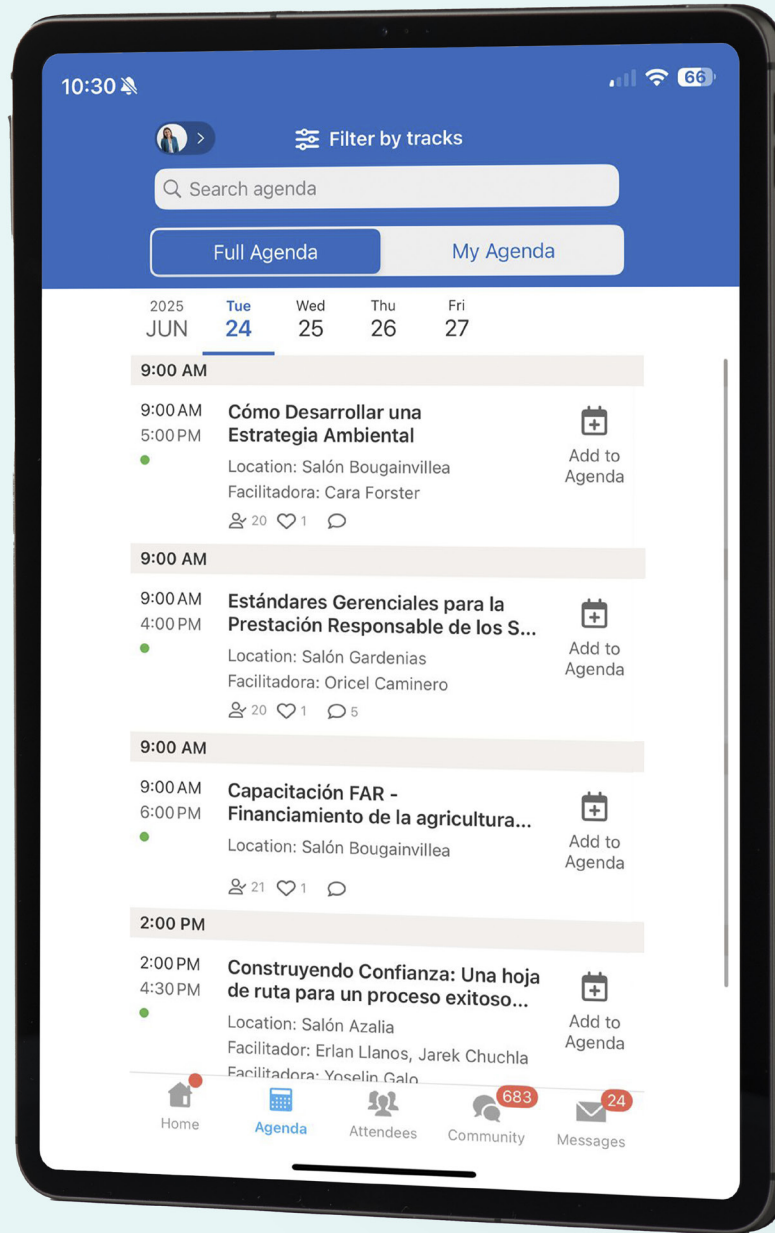 10:30
66
Filter by tracks
Search agenda
Full Agenda
My Agenda
2025 Tue Wed Thu Fri
JUN 24 25 26 27
9:00 AM
9:00 AM Cómo Desarrollar una
5:00 PM Estrategia Ambiental
Location: Salón Bougainvillea
Facilitadora: Cara Forster
20 1
Add to
Agenda
9:00 AM
9:00 AM Estándares Gerenciales para la
4:00 PM Prestación Responsable de los S...
Location: Salón Gardenias
Facilitadora: Oricel Caminero
20 1 5
Add to
Agenda
9:00 AM
9:00 AM Capacitación FAR -
6:00 PM Financiamiento de la agricultura...
Location: Salón Bougainvillea
21 1
Add to
Agenda
2:00 PM
2:00 PM Construyendo Confianza: Una hoja
4:30 PM de ruta para un proceso exitoso...
Location: Salón Azalia
Facilitador: Erlan Llanos, Jarek Chuchla
Facilitadora: Yoselin Galo
Add to
Agenda
683 24
Home Agenda Attendees Community Messages